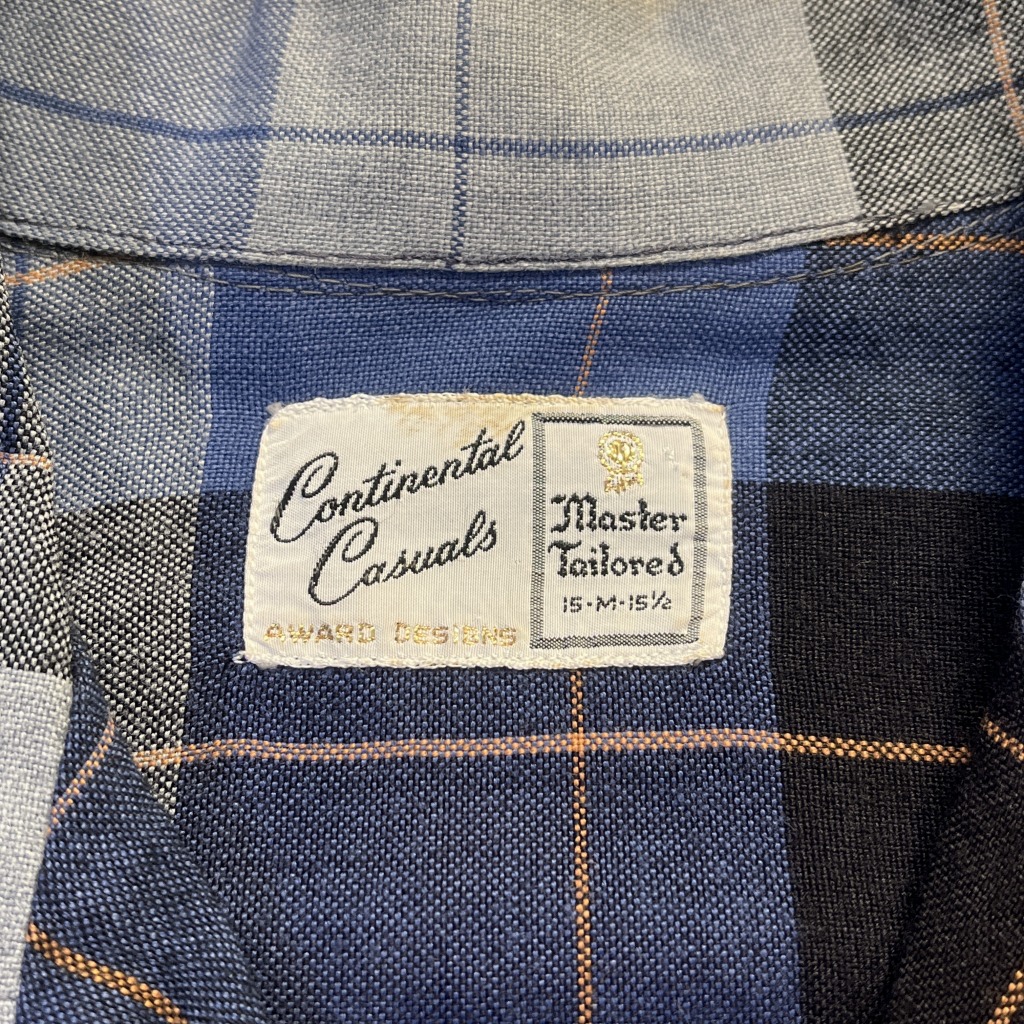 Continental
Casuals
AWARD DESIGNS
Master
Tailored
15-M-15½